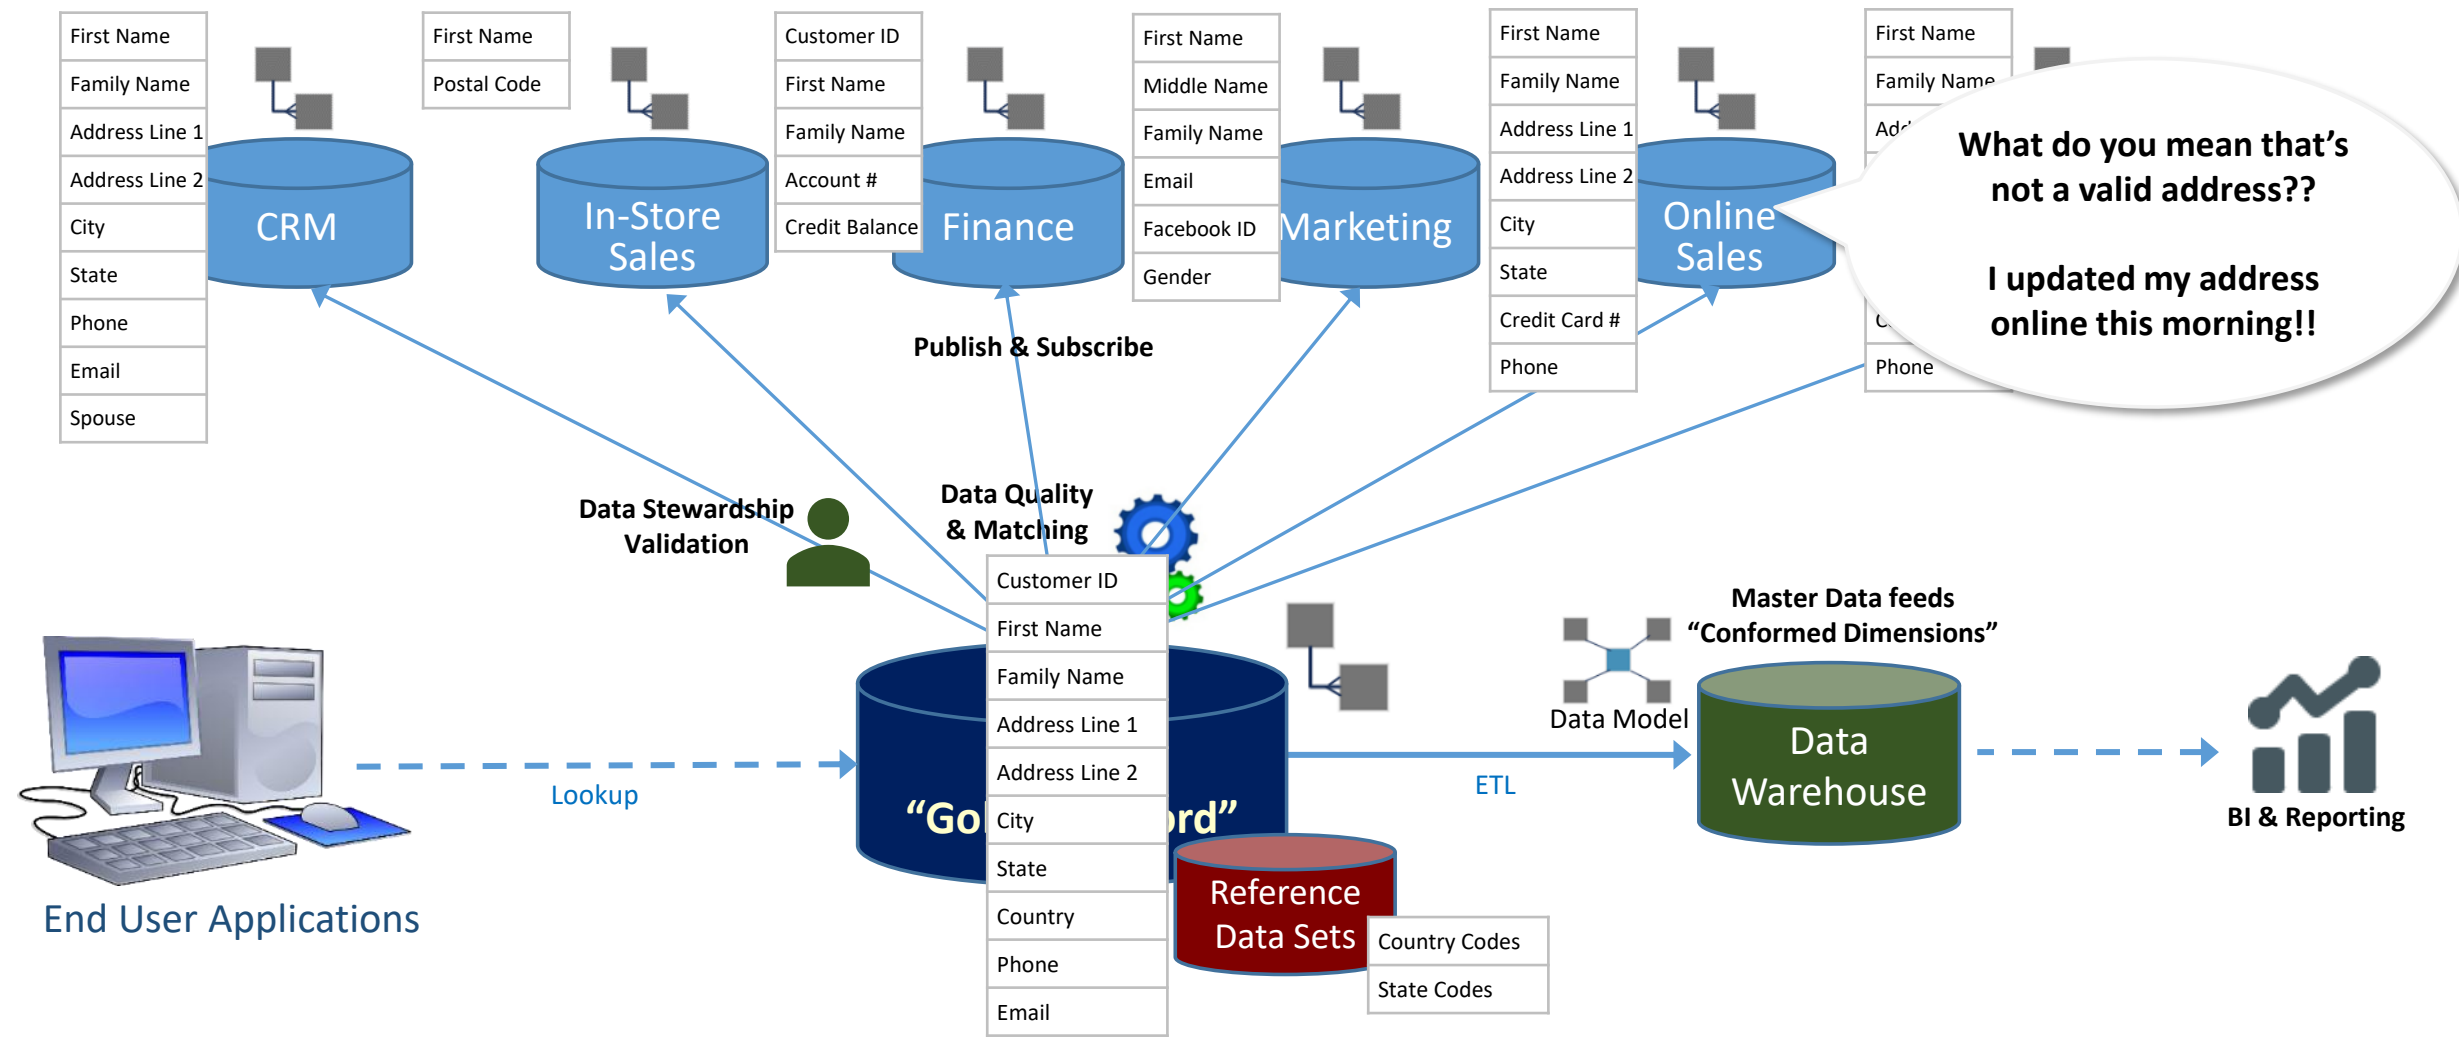 First Name
Family Name
Address Line 1
Address Line 2
City
State
Phone
Email
Spouse
CRM
First Name
Postal Code
In-Store
Sales
Customer ID
First Name
Family Name
Account #
Credit Balance
Finance
First Name
Middle Name
Family Name
Email
Facebook ID
Gender
Marketing
First Name
Family Name
Address Line 1
Address Line 2
City
State
Credit Card #
Phone
Online
Sales
First Name
Family Name
Phone
What do you mean that's
not a valid address??
I updated my address
online this morning!!
Publish & Subscribe
Data Stewardship
Validation
Data Quality
& Matching
Customer ID
First Name
Family Name
Address Line 1
Address Line 2
City
State
Country
Phone
Email
End User Applications
Lookup
Reference
Data Sets
Country Codes
State Codes
ETL
Data Model
Master Data feeds
“Conformed Dimensions”
Data
Warehouse
BI & Reporting